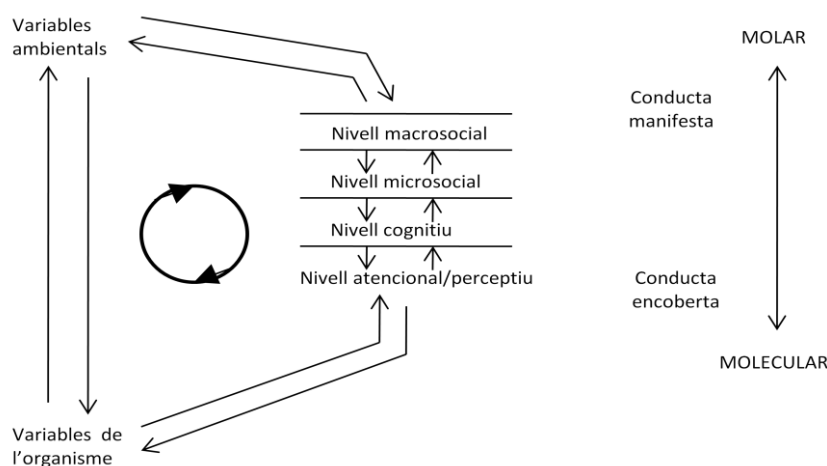 Variables
ambientals
MOLAR
Conducta
manifesta
Nivell macrosocial
Nivell microsocial
Nivell cognitiu
Nivell atencional/perceptiu
Conducta
encoberta
MOLECULAR
Variables de
l'organisme